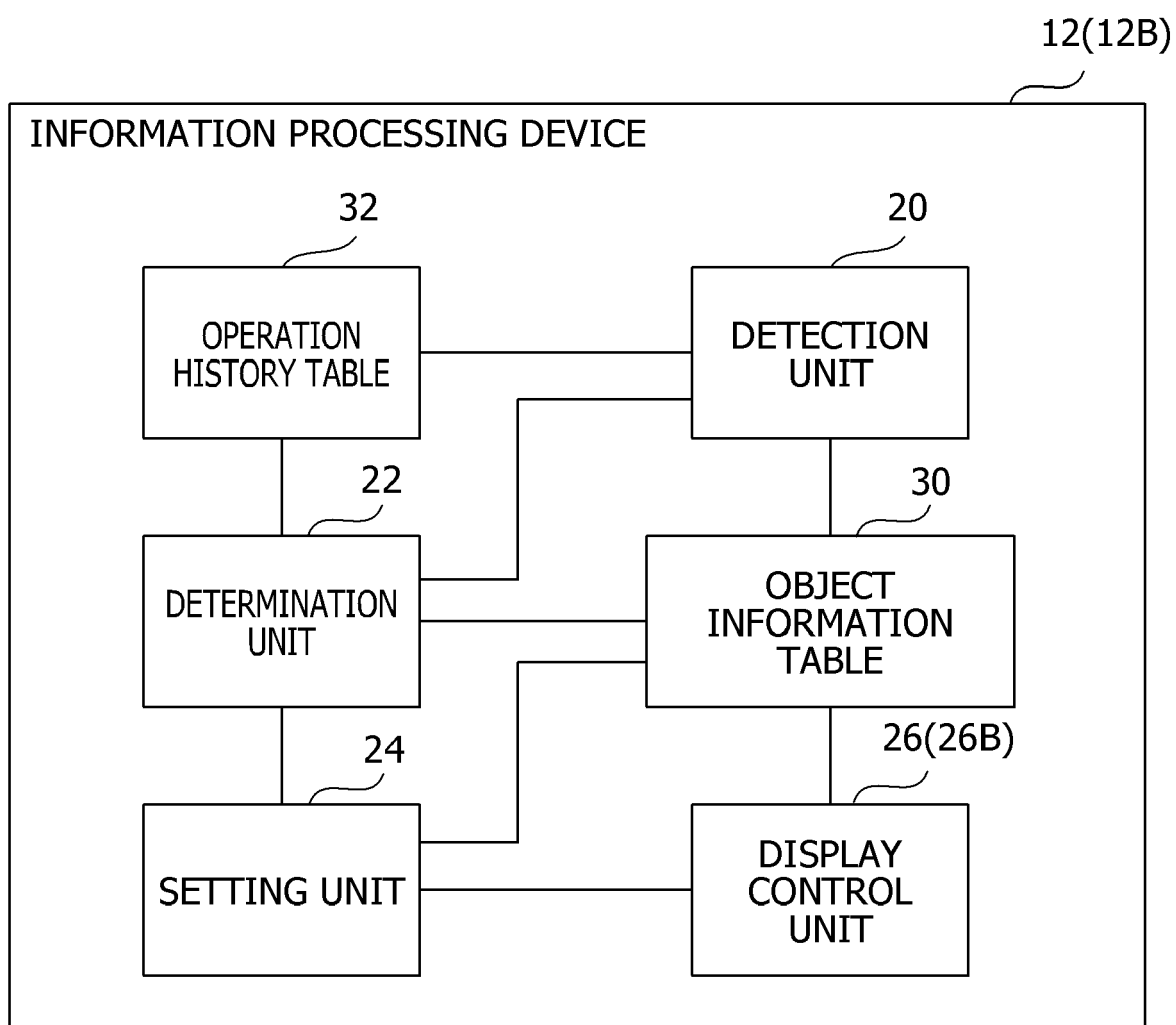 12(12B)
INFORMATION PROCESSING DEVICE
32
OPERATION
HISTORY TABLE
20
DETECTION
UNIT
22
DETERMINATION
UNIT
30
OBJECT
INFORMATION
TABLE
24
SETTING UNIT
26(26B)
DISPLAY
CONTROL
UNIT